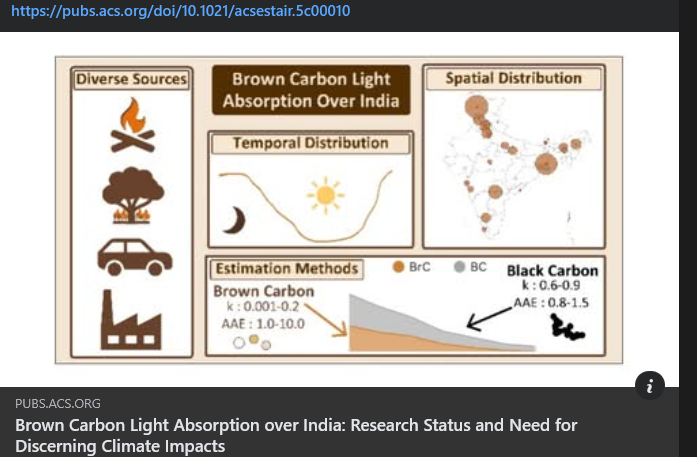 https://pubs.acs.org/doi/10.1021/acsestair.5c00010
Diverse Sources
Brown Carbon Light
Absorption Over India
Temporal Distribution
Spatial Distribution
Estimation Methods
BrC
BC
Brown Carbon
k : 0.001-0.2
AAE : 1.0-10.0
Black Carbon
k : 0.6-0.9
AAE : 0.8-1.5
i
PUBS.ACS.ORG
Brown Carbon Light Absorption over India: Research Status and Need for
Discerning Climate Impacts